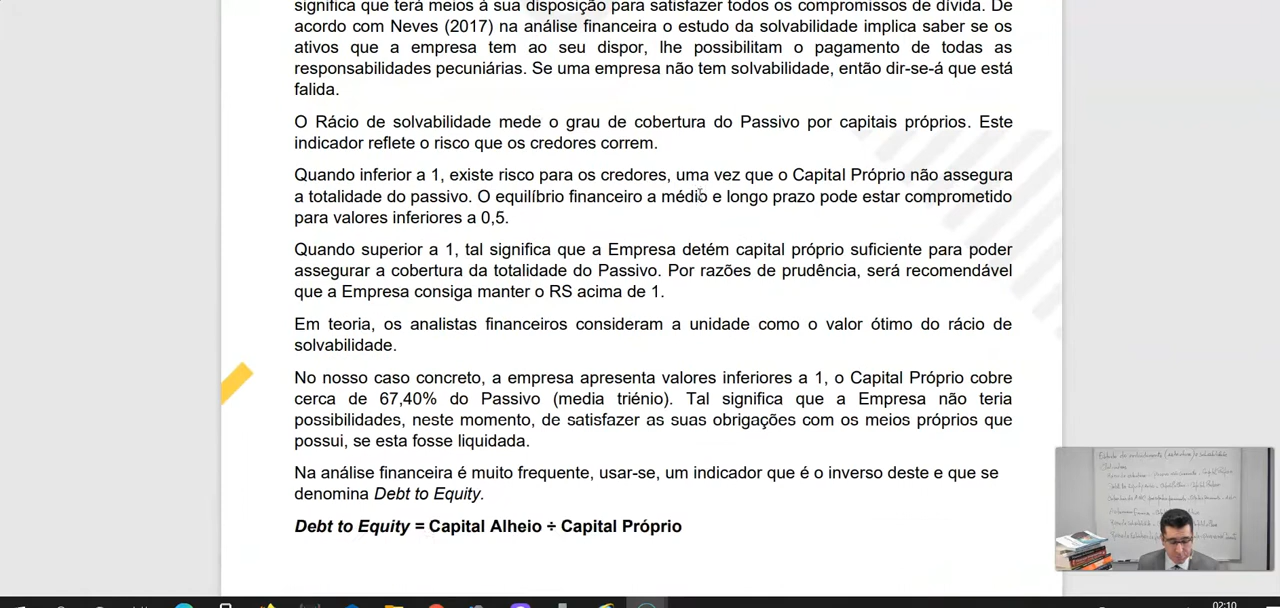 significa que terá meios à sua disposição para satisfazer todos os compromissos de dívida. De
acordo com Neves (2017) na análise financeira o estudo da solvabilidade implica saber se os
ativos que a empresa tem ao seu dispor, lhe possibilitam o pagamento de todas as
responsabilidades pecuniárias. Se uma empresa não tem solvabilidade, então dir-se-á que está
falida.
O Rácio de solvabilidade mede o grau de cobertura do Passivo por capitais próprios. Este
indicador reflete o risco que os credores correm.
Quando inferior a 1, existe risco para os credores, uma vez que o Capital Próprio não assegura
a totalidade do passivo. O equilíbrio financeiro a médio e longo prazo pode estar comprometido
para valores inferiores a 0,5.
Quando superior a 1, tal significa que a Empresa detém capital próprio suficiente para poder
assegurar a cobertura da totalidade do Passivo. Por razões de prudência, será recomendável
que a Empresa consiga manter o RS acima de 1.
Em teoria, os analistas financeiros consideram a unidade como o valor ótimo do rácio de
solvabilidade.
No nosso caso concreto, a empresa apresenta valores inferiores a 1, o Capital Próprio cobre
cerca de 67,40% do Passivo (media triénio). Tal significa que a Empresa não teria
possibilidades, neste momento, de satisfazer as suas obrigações com os meios próprios que
possui, se esta fosse liquidada.
Na análise financeira é muito frequente, usar-se, um indicador que é o inverso deste e que se
denomina Debt to Equity.
Debt to Equity = Capital Alheio ÷ Capital Próprio
02:10